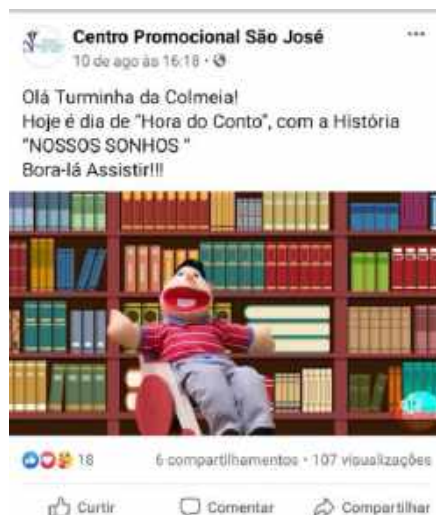 Centro Promocional São José
10 de ago às 16:18
Olá Turminha da Colmeia!
Hoje é dia de "Hora do Conto", com a História
"NOSSOS SONHOS "
Bora-lá Assistir!!!
18
6 compartilhamentos • 107 visualizações
Curtir
Comentar
Compartilhar